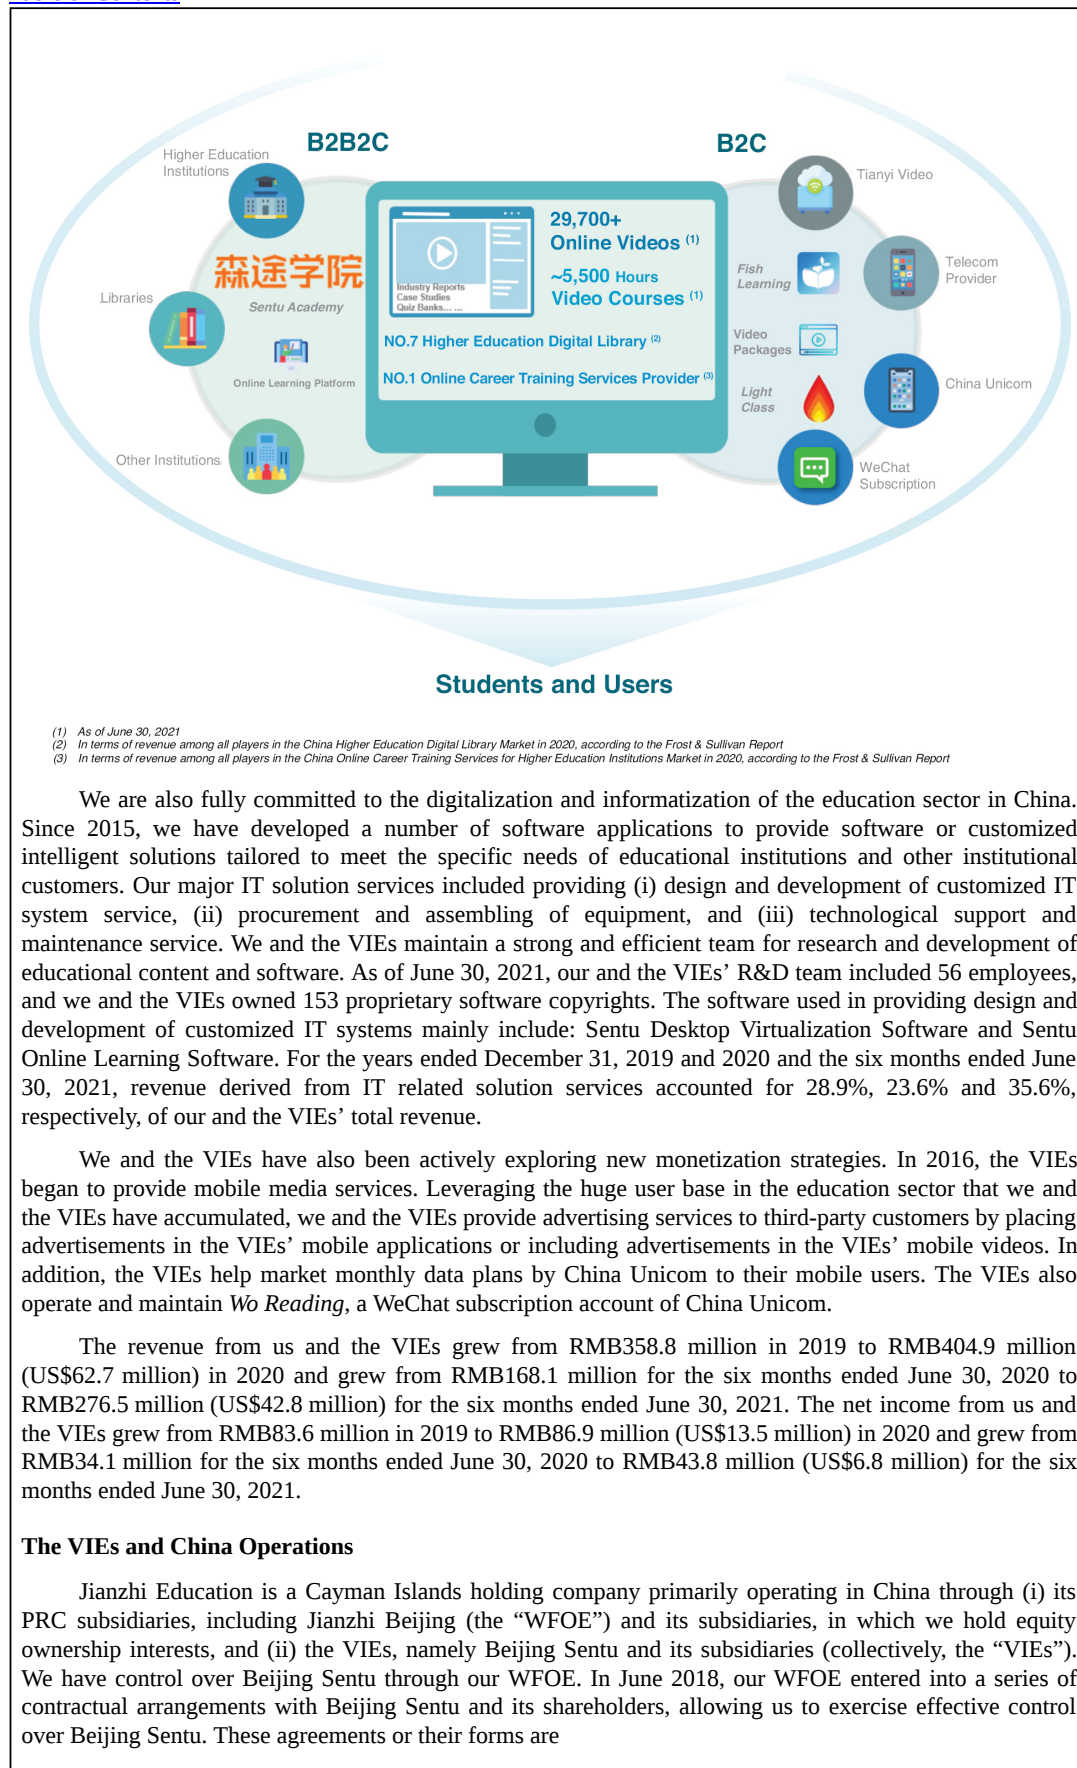 B2B2C
B2C
Higher Education
Institutions
Libraries
Other Institutions
森途学院
Sentu Academy
Online Learning Platform
Industry Reports
Case Studies
Quiz Banks... ...
29,700+
Online Videos (1)
~5,500 Hours
Video Courses (1)
NO.7 Higher Education Digital Library (2)
NO.1 Online Career Training Services Provider (3)
Fish
Learning
Video
Packages
Light
Class
Tianyi Video
Telecom
Provider
China Unicom
WeChat
Subscription
Students and Users
(1) As of June 30, 2021
(2) In terms of revenue among all players in the China Higher Education Digital Library Market in 2020, according to the Frost & Sullivan Report
(3) In terms of revenue among all players in the China Online Career Training Services for Higher Education Institutions Market in 2020, according to the Frost & Sullivan Report
We are also fully committed to the digitalization and informatization of the education sector in China.
Since 2015, we have developed a number of software applications to provide software or customized
intelligent solutions tailored to meet the specific needs of educational institutions and other institutional
customers. Our major IT solution services included providing (i) design and development of customized IT
system service, (ii) procurement and assembling of equipment, and (iii) technological support and
maintenance service. We and the VIEs maintain a strong and efficient team for research and development of
educational content and software. As of June 30, 2021, our and the VIEs’ R&D team included 56 employees,
and we and the VIEs owned 153 proprietary software copyrights. The software used in providing design and
development of customized IT systems mainly include: Sentu Desktop Virtualization Software and Sentu
Online Learning Software. For the years ended December 31, 2019 and 2020 and the six months ended June
30, 2021, revenue derived from IT related solution services accounted for 28.9%, 23.6% and 35.6%,
respectively, of our and the VIEs’ total revenue.
We and the VIEs have also been actively exploring new monetization strategies. In 2016, the VIEs
began to provide mobile media services. Leveraging the huge user base in the education sector that we and
the VIEs have accumulated, we and the VIEs provide advertising services to third-party customers by placing
advertisements in the VIEs’ mobile applications or including advertisements in the VIEs’ mobile videos. In
addition, the VIEs help market monthly data plans by China Unicom to their mobile users. The VIEs also
operate and maintain Wo Reading, a WeChat subscription account of China Unicom.
The revenue from us and the VIEs grew from RMB358.8 million in 2019 to RMB404.9 million
(US$62.7 million) in 2020 and grew from RMB168.1 million for the six months ended June 30, 2020 to
RMB276.5 million (US$42.8 million) for the six months ended June 30, 2021. The net income from us and
the VIEs grew from RMB83.6 million in 2019 to RMB86.9 million (US$13.5 million) in 2020 and grew from
RMB34.1 million for the six months ended June 30, 2020 to RMB43.8 million (US$6.8 million) for the six
months ended June 30, 2021.
The VIEs and China Operations
Jianzhi Education is a Cayman Islands holding company primarily operating in China through (i) its
PRC subsidiaries, including Jianzhi Beijing (the “WFOE”) and its subsidiaries, in which we hold equity
ownership interests, and (ii) the VIEs, namely Beijing Sentu and its subsidiaries (collectively, the “VIEs”).
We have control over Beijing Sentu through our WFOE. In June 2018, our WFOE entered into a series of
contractual arrangements with Beijing Sentu and its shareholders, allowing us to exercise effective control
over Beijing Sentu. These agreements or their forms are